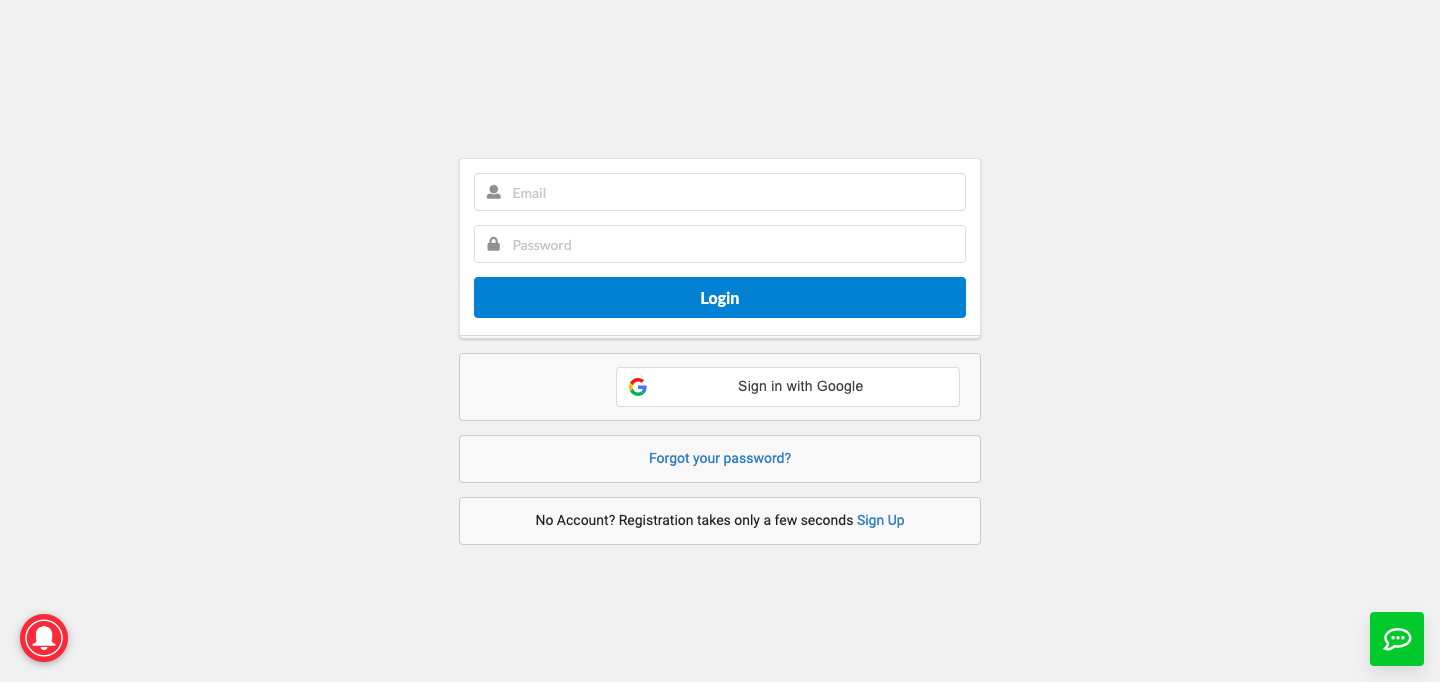 Email
Password
Login
Sign in with Google
Forgot your password?
No Account? Registration takes only a few seconds Sign Up